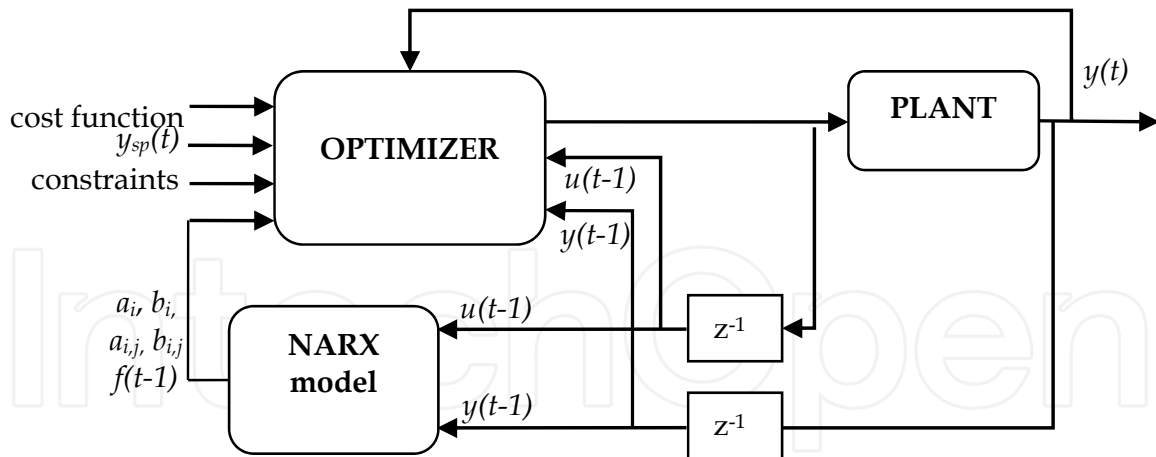 y(t)
PLANT
cost function
y_sp(t)
constraints
OPTIMIZER
u(t-1)
y(t-1)
a_i, b_i,
a_i,j, b_i,j
f(t-1)
NARX
model
u(t-1)
y(t-1)
z⁻¹
z⁻¹
IntechOpen